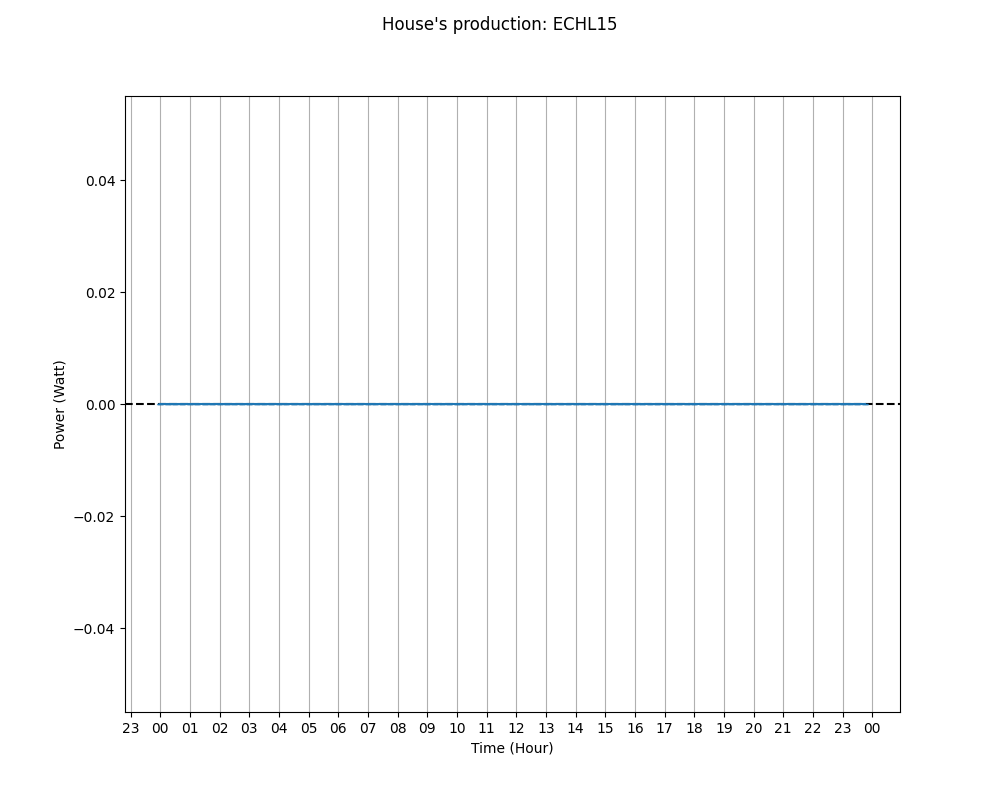 House's production: ECHL15
0.04
0.02
0.00
−0.02
−0.04
Power (Watt)
23 00 01 02 03 04 05 06 07 08 09 10 11 12 13 14 15 16 17 18 19 20 21 22 23 00
Time (Hour)